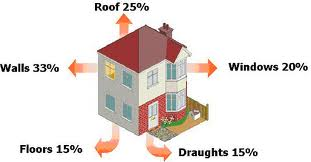 Roof 25%
Walls 33%
Windows 20%
Floors 15%
Draughts 15%